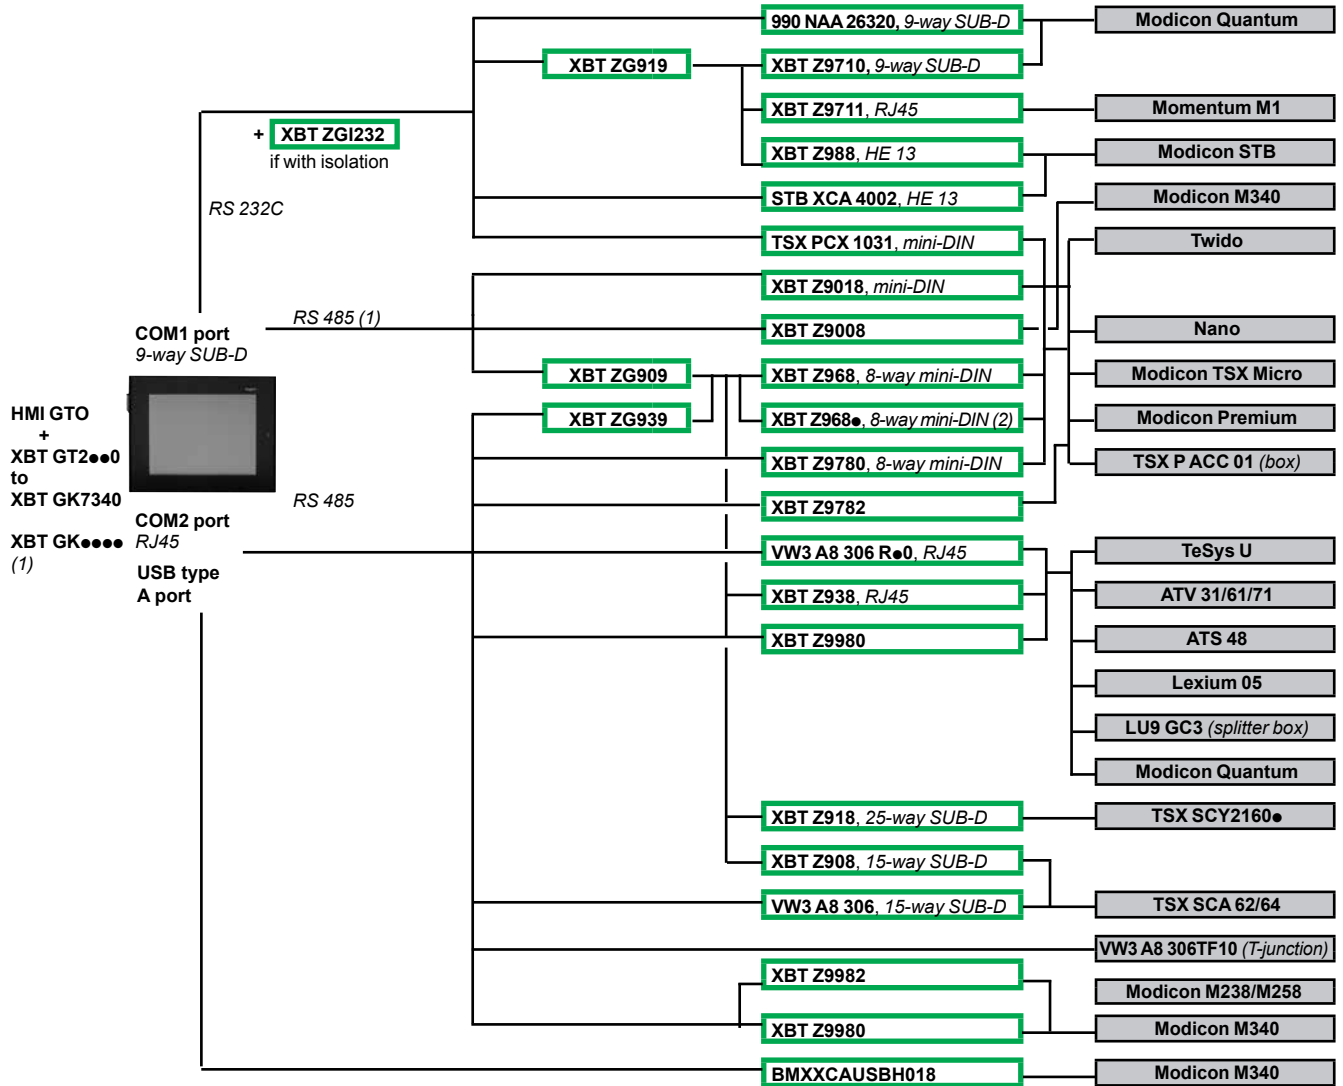 990 NAA 26320, 9-way SUB-D
Modicon Quantum
XBT ZG919
XBT Z9710, 9-way SUB-D
XBT Z9711, RJ45
Momentum M1
+ XBT ZGI232
if with isolation
XBT Z988, HE 13
Modicon STB
RS 232C
STB XCA 4002, HE 13
Modicon M340
TSX PCX 1031, mini-DIN
Twido
XBT Z9018, mini-DIN
RS 485 (1)
XBT Z9008
Nano
COM1 port
9-way SUB-D
XBT ZG909
XBT Z968, 8-way mini-DIN
Modicon TSX Micro
XBT ZG939
XBT Z968●, 8-way mini-DIN (2)
Modicon Premium
HMI GTO
+
XBT GT2●●0
to
XBT GK7340
XBT Z9780, 8-way mini-DIN
TSX P ACC 01 (box)
RS 485
XBT Z9782
COM2 port
RJ45
XBT GK●●●●
(1)
VW3 A8 306 R●0, RJ45
TeSys U
USB type
A port
XBT Z938, RJ45
ATV 31/61/71
XBT Z9980
ATS 48
Lexium 05
LU9 GC3 (splitter box)
Modicon Quantum
XBT Z918, 25-way SUB-D
TSX SCY2160●
XBT Z908, 15-way SUB-D
VW3 A8 306, 15-way SUB-D
TSX SCA 62/64
VW3 A8 306TF10 (T-junction)
XBT Z9982
Modicon M238/M258
XBT Z9980
Modicon M340
BMXXCAUSBH018
Modicon M340